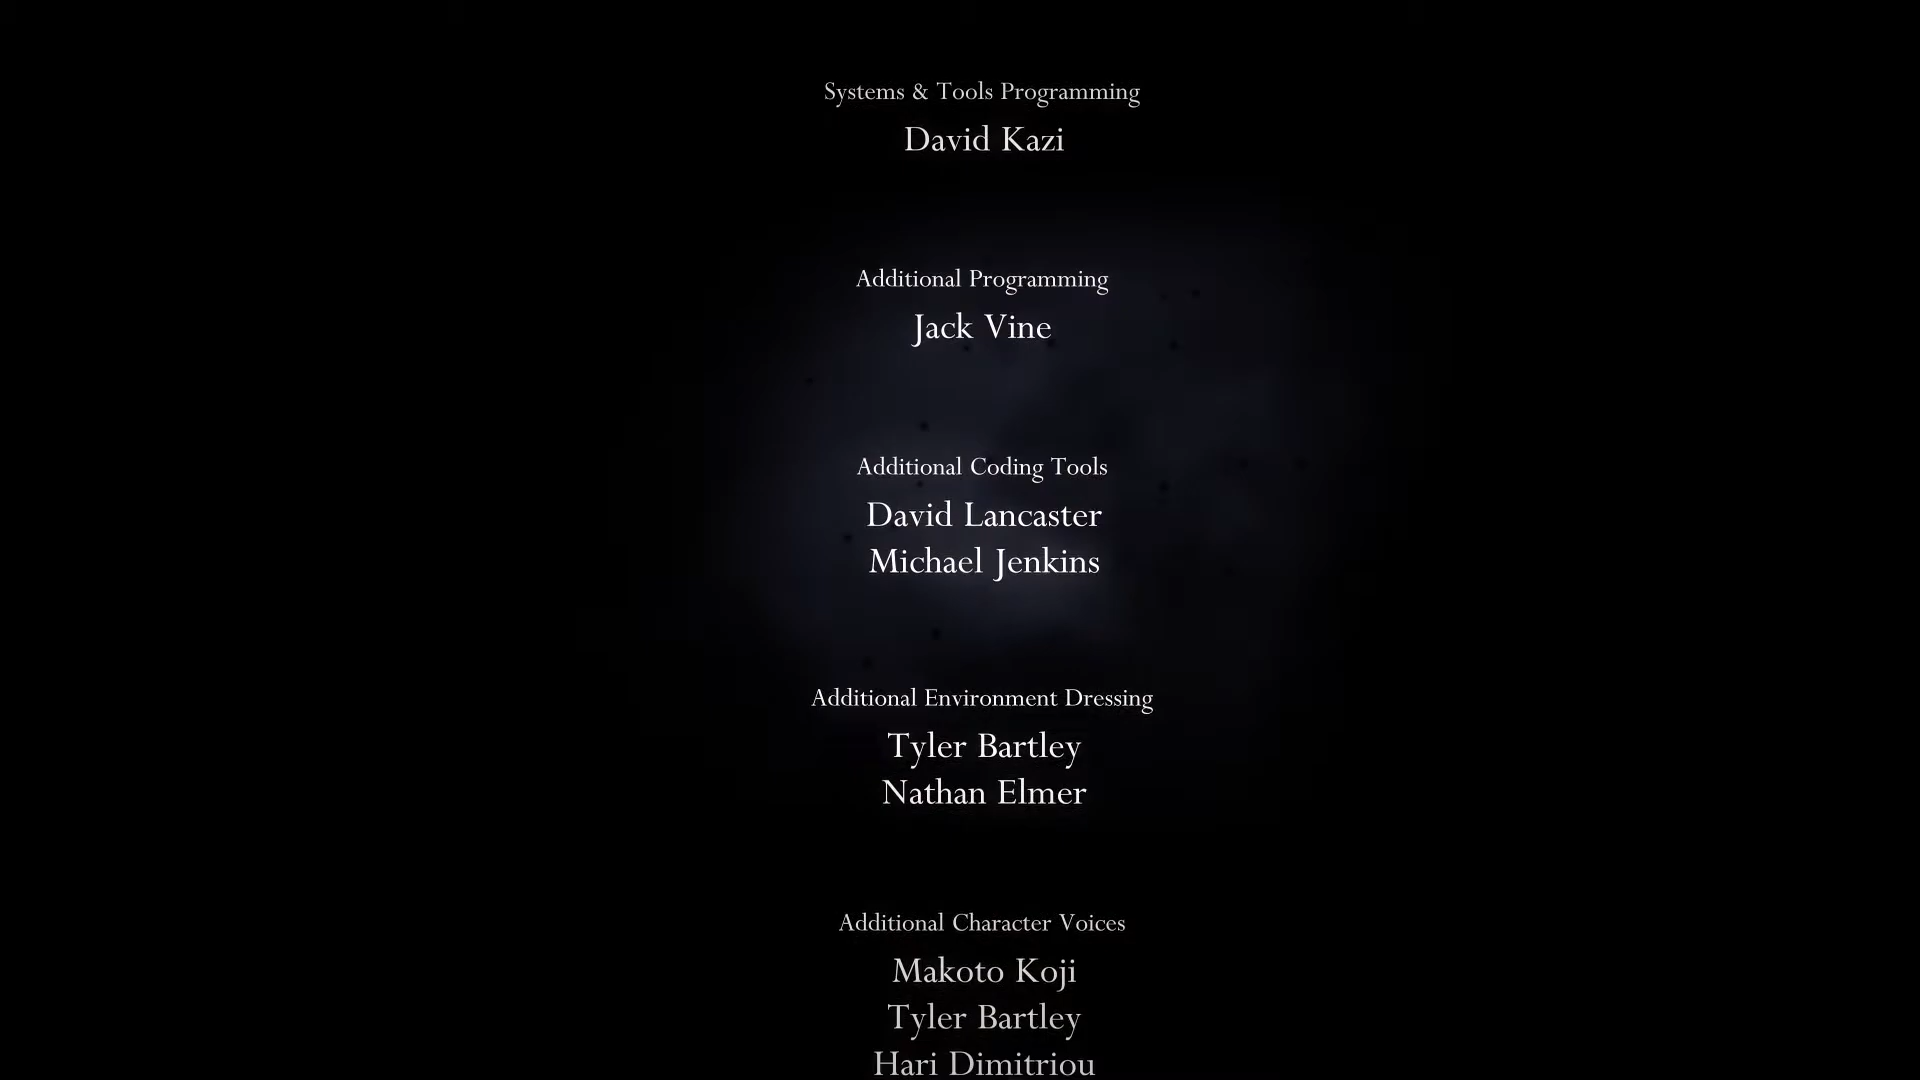 Systems & Tools Programming
David Kazi
Additional Programming
Jack Vine
Additional Coding Tools
David Lancaster
Michael Jenkins
Additional Environment Dressing
Tyler Bartley
Nathan Elmer
Additional Character Voices
Makoto Koji
Tyler Bartley
Hari Dimitriou